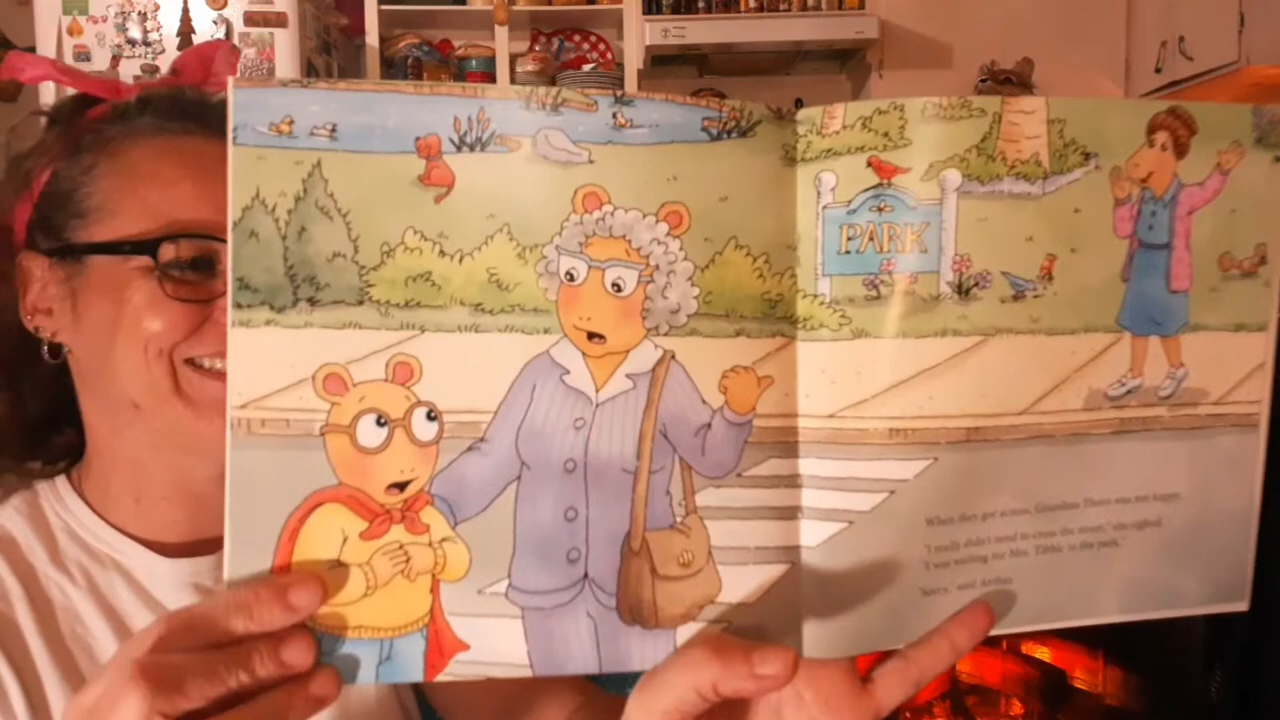 PARK
When they got across, Grandma Thora was not happy.
"I really didn't need to cross the street," she sighed.
"I was waiting for Mrs. Tibble in the park."
"Sorry," said Arthur.